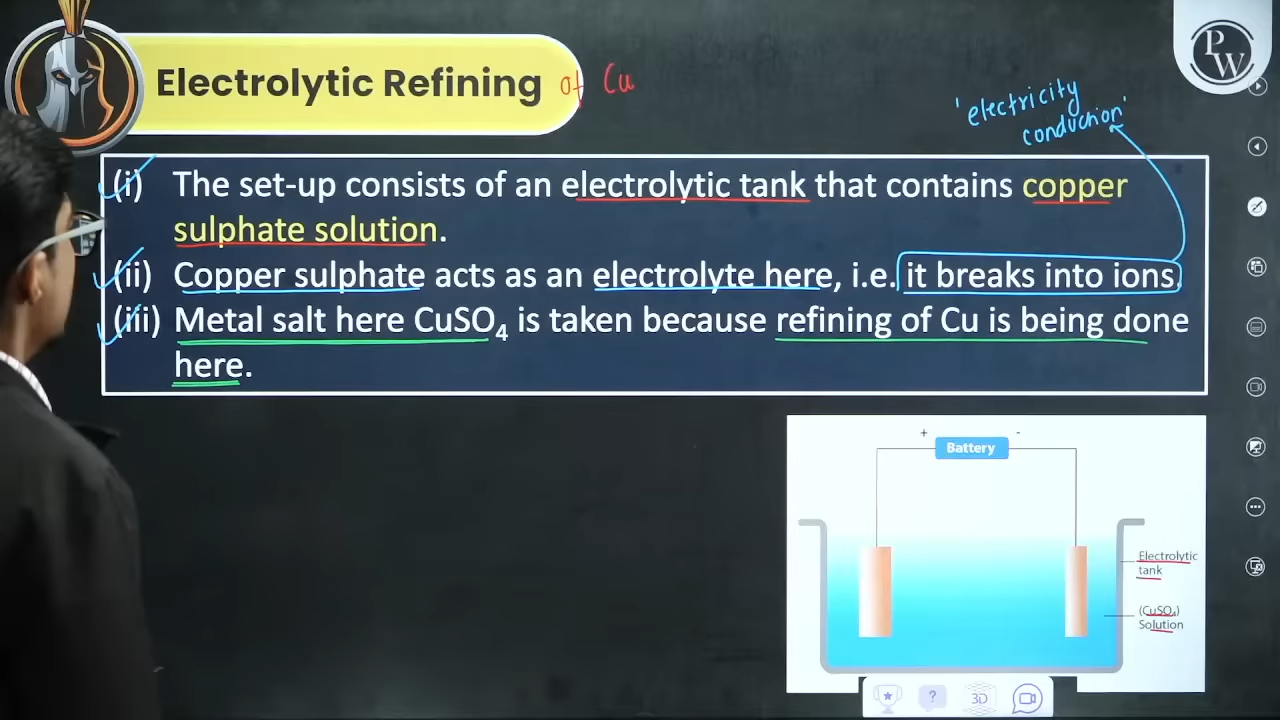 Electrolytic Refining of Cu
PW
'electricity
conduction'
(i) The set-up consists of an electrolytic tank that contains copper
sulphate solution.
(ii) Copper sulphate acts as an electrolyte here, i.e. it breaks into ions.
(iii) Metal salt here CuSO₄ is taken because refining of Cu is being done
here.
+ -
Battery
Electrolytic
tank
(CuSO₄)
Solution
?
3D